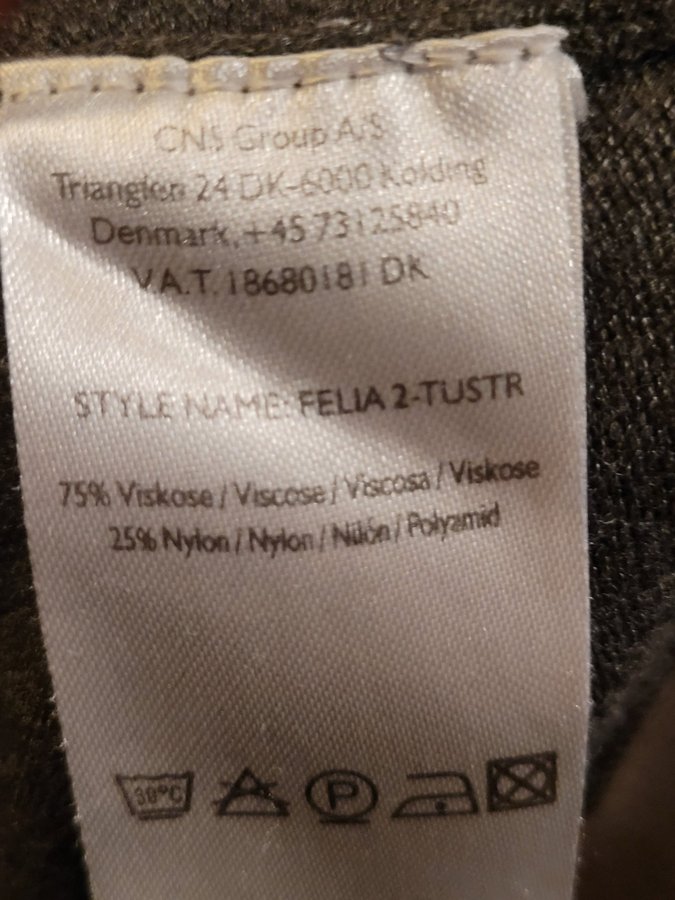 CNS Group A/S
Trianglen 24 DK-6000 Kolding
Denmark, +45 73125840
V.A.T. 18680181 DK
STYLE NAME: FELIA 2-TUSTR
75% Viskose / Viscose / Viscosa / Viskose
25% Nylon / Nylon / Nilón / Polyamid
30°C P